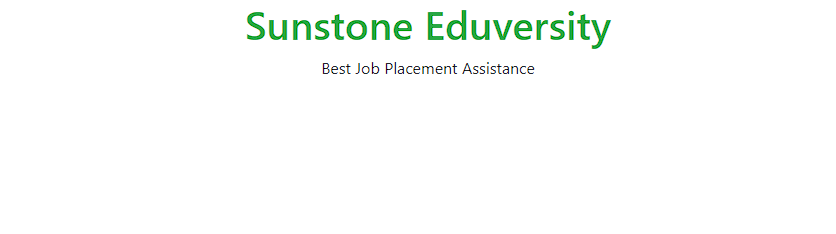 Sunstone Eduversity
Best Job Placement Assistance